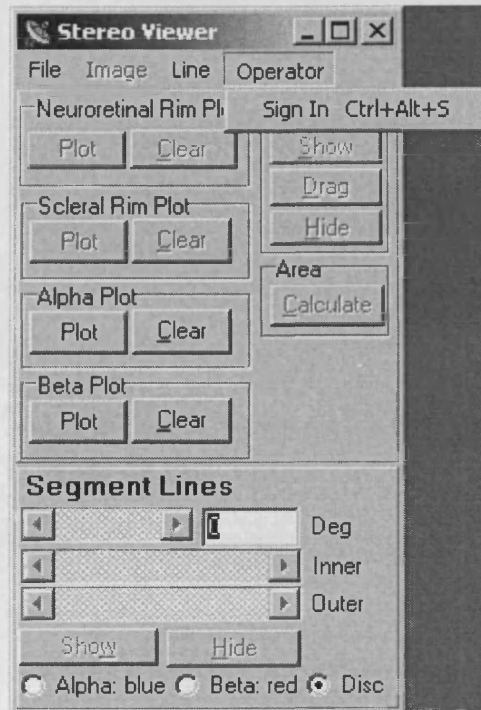 Stereo Viewer
File Image Line Operator
Neuroretinal Rim Pl Sign In Ctrl+Alt+S
Plot Clear Show
Drag
Scleral Rim Plot
Plot Clear Hide
Area
Alpha Plot Calculate
Plot Clear
Beta Plot
Plot Clear
Segment Lines
0 Deg
Inner
Outer
Show Hide
Alpha: blue Beta: red Disc